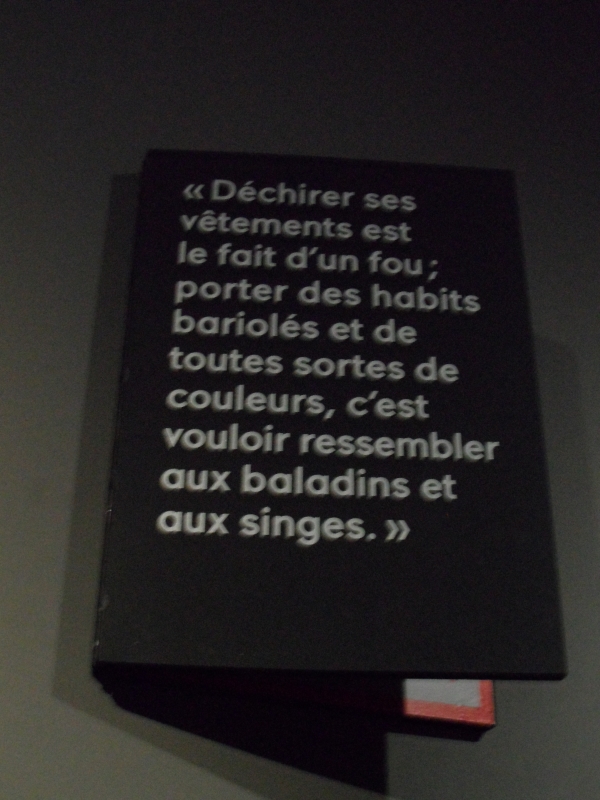 « Déchirer ses
vêtements est
le fait d’un fou ;
porter des habits
bariolés et de
toutes sortes de
couleurs, c’est
vouloir ressembler
aux baladins et
aux singes. »